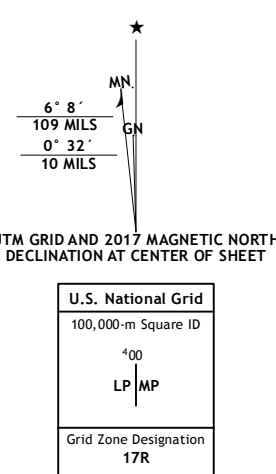 MN.
6° 8´
109 MILS
GN
0° 32´
10 MILS
UTM GRID AND 2017 MAGNETIC NORTH
DECLINATION AT CENTER OF SHEET
U.S. National Grid
100,000-m Square ID
⁴00
LP MP
Grid Zone Designation
17R